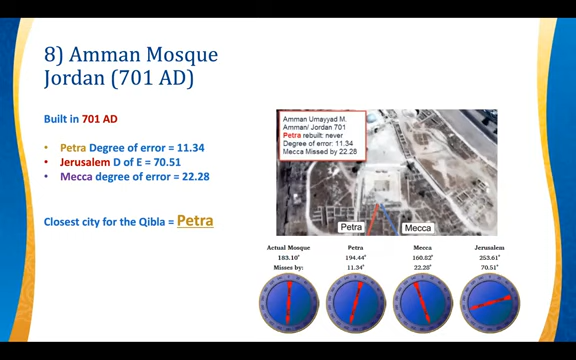 8) Amman Mosque
Jordan (701 AD)
Built in 701 AD
• Petra Degree of error = 11.34
• Jerusalem D of E = 70.51
• Mecca degree of error = 22.28
Closest city for the Qibla = Petra
Amman Umayyad M.
Amman/ Jordan 701
Petra rebuilt: never
Degree of error: 11.34
Mecca Missed by 22.28
Petra Mecca
Actual Mosque Petra Mecca Jerusalem
183.10° 194.44° 160.82° 253.61°
Misses by: 11.34° 22.28° 70.51°